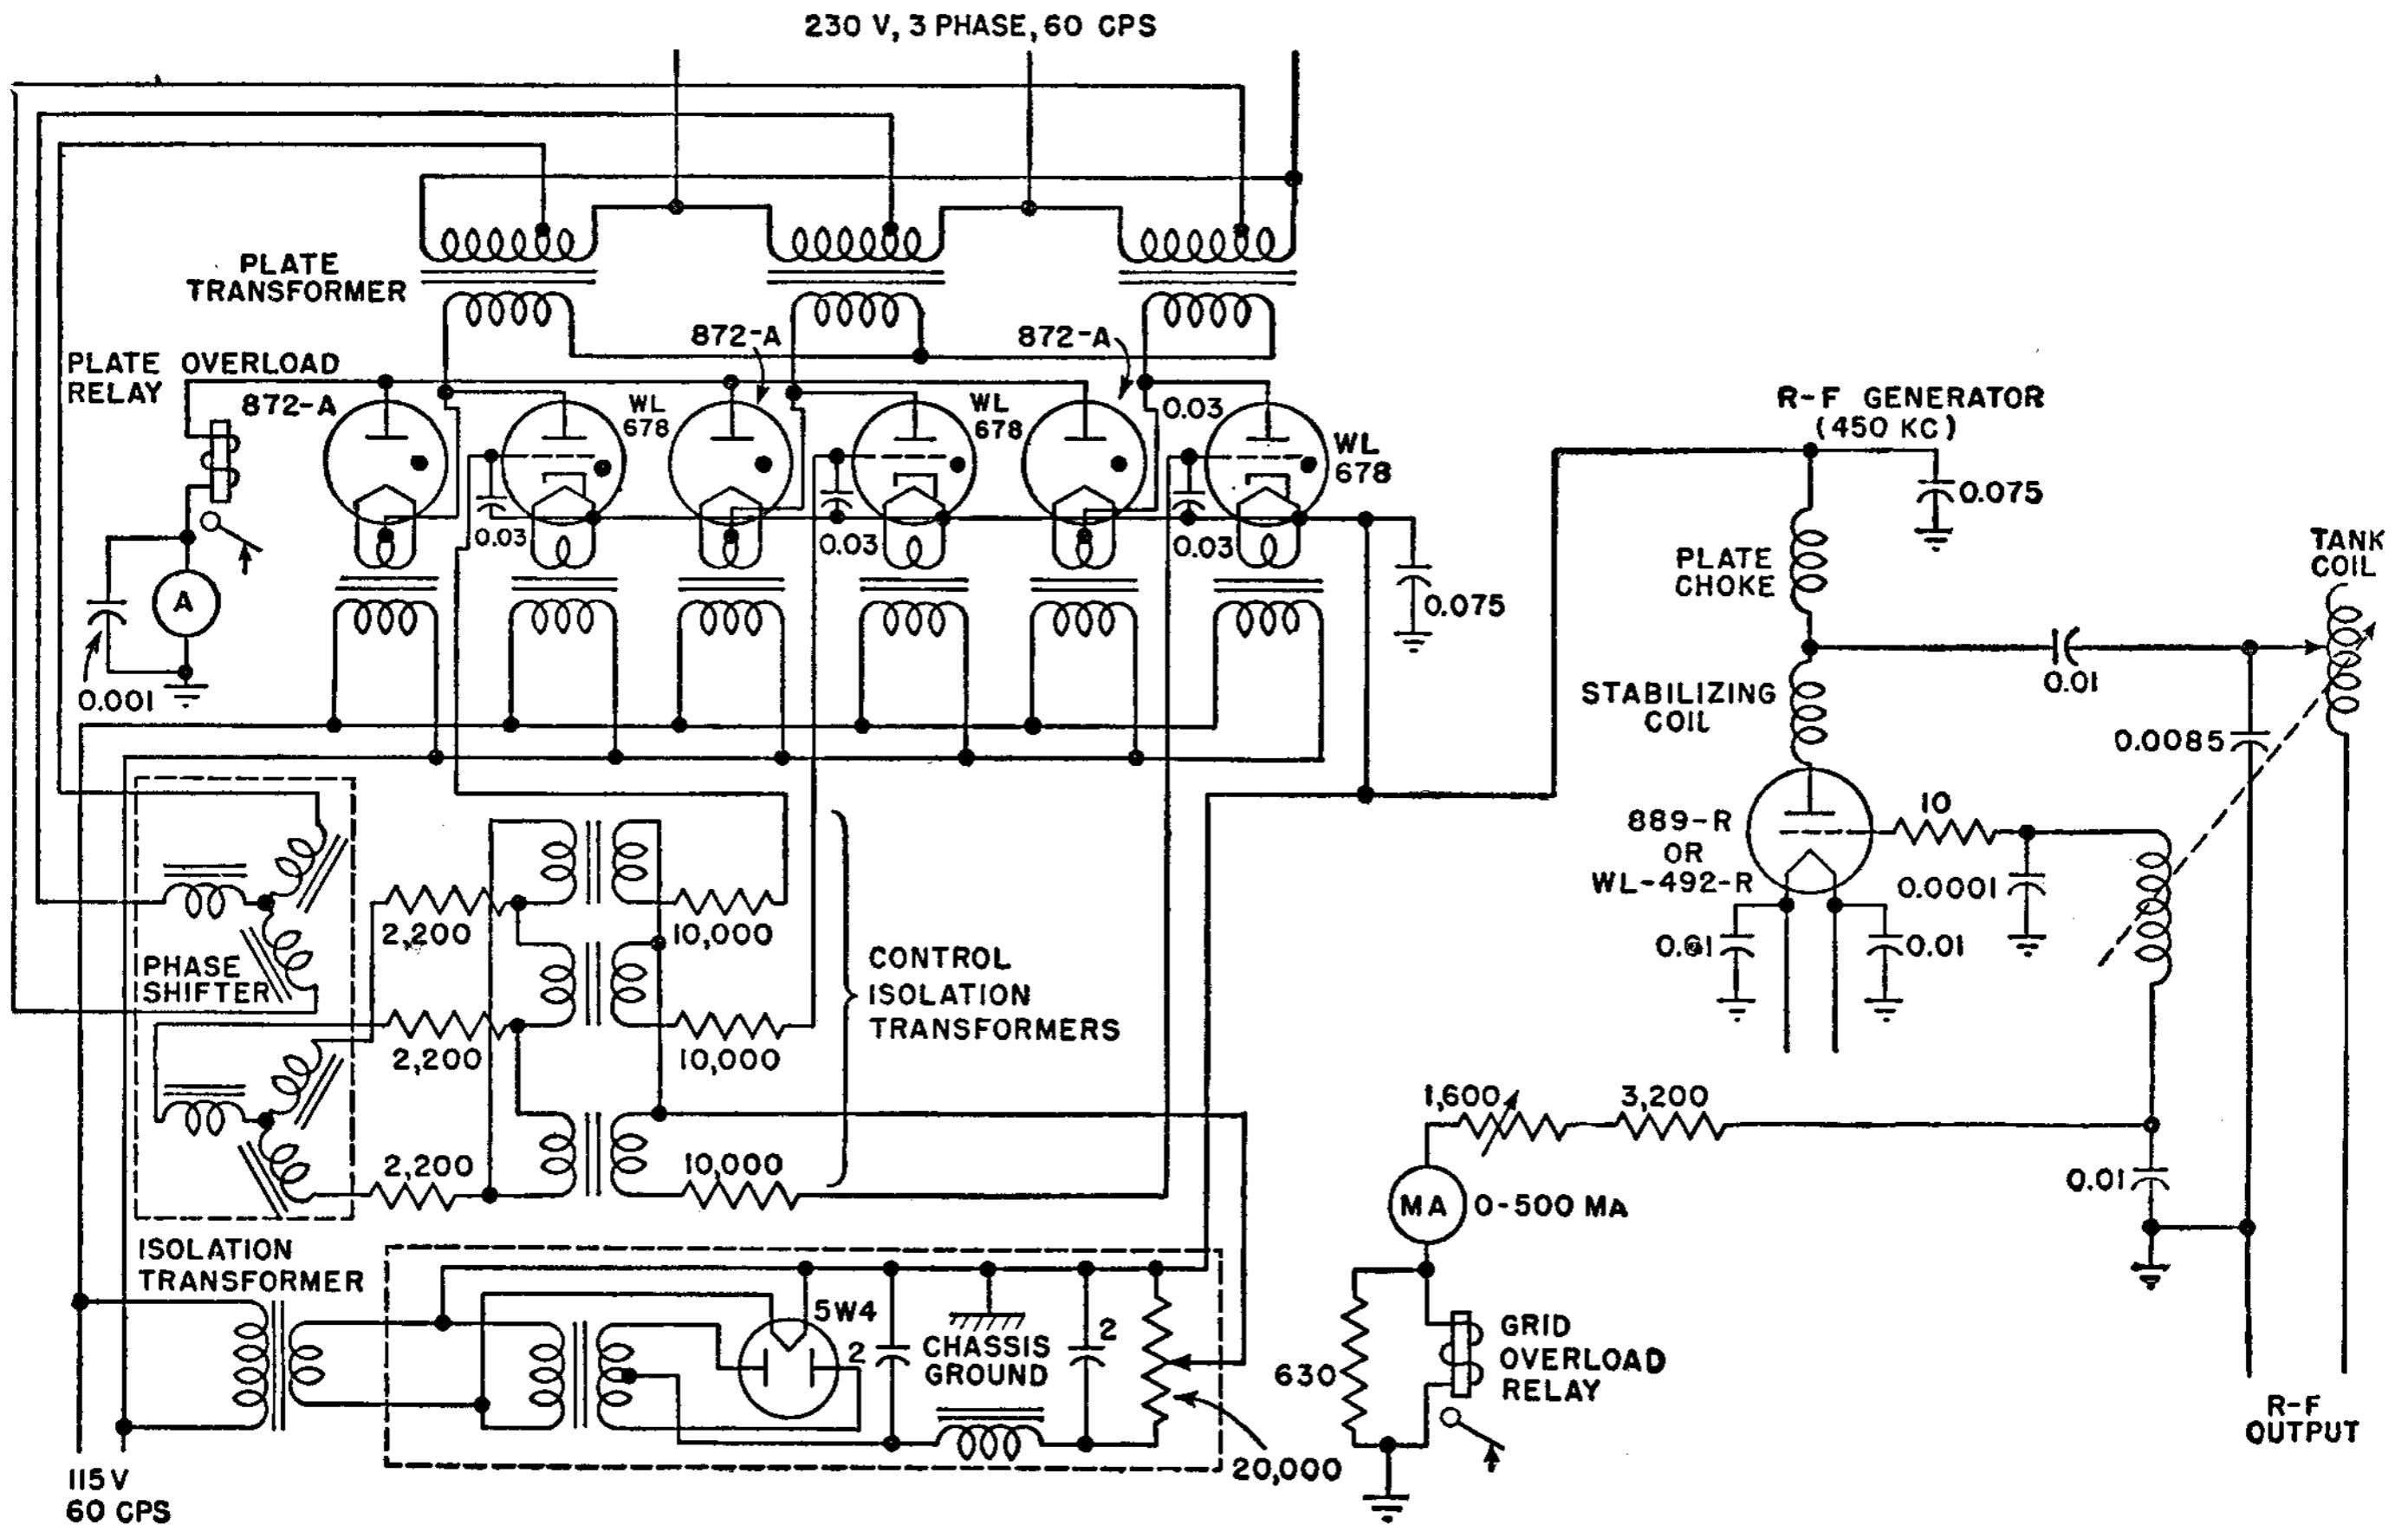 230 V, 3 PHASE, 60 CPS
PLATE
TRANSFORMER
872-A
872-A
PLATE OVERLOAD
RELAY
872-A
WL
678
WL
678
0.03
WL
678
R-F GENERATOR
(450 KC)
0.075
0.03
0.03
0.03
A
0.075
0.001
PLATE
CHOKE
TANK
COIL
0.01
STABILIZING
COIL
0.0085
889-R
OR
WL-492-R
10
0.0001
0.01
0.01
2,200
10,000
PHASE
SHIFTER
CONTROL
ISOLATION
TRANSFORMERS
2,200
10,000
2,200
10,000
1,600
3,200
MA
0-500 MA
0.01
ISOLATION
TRANSFORMER
5W4
2
CHASSIS
GROUND
2
630
GRID
OVERLOAD
RELAY
20,000
R-F
OUTPUT
115 V
60 CPS